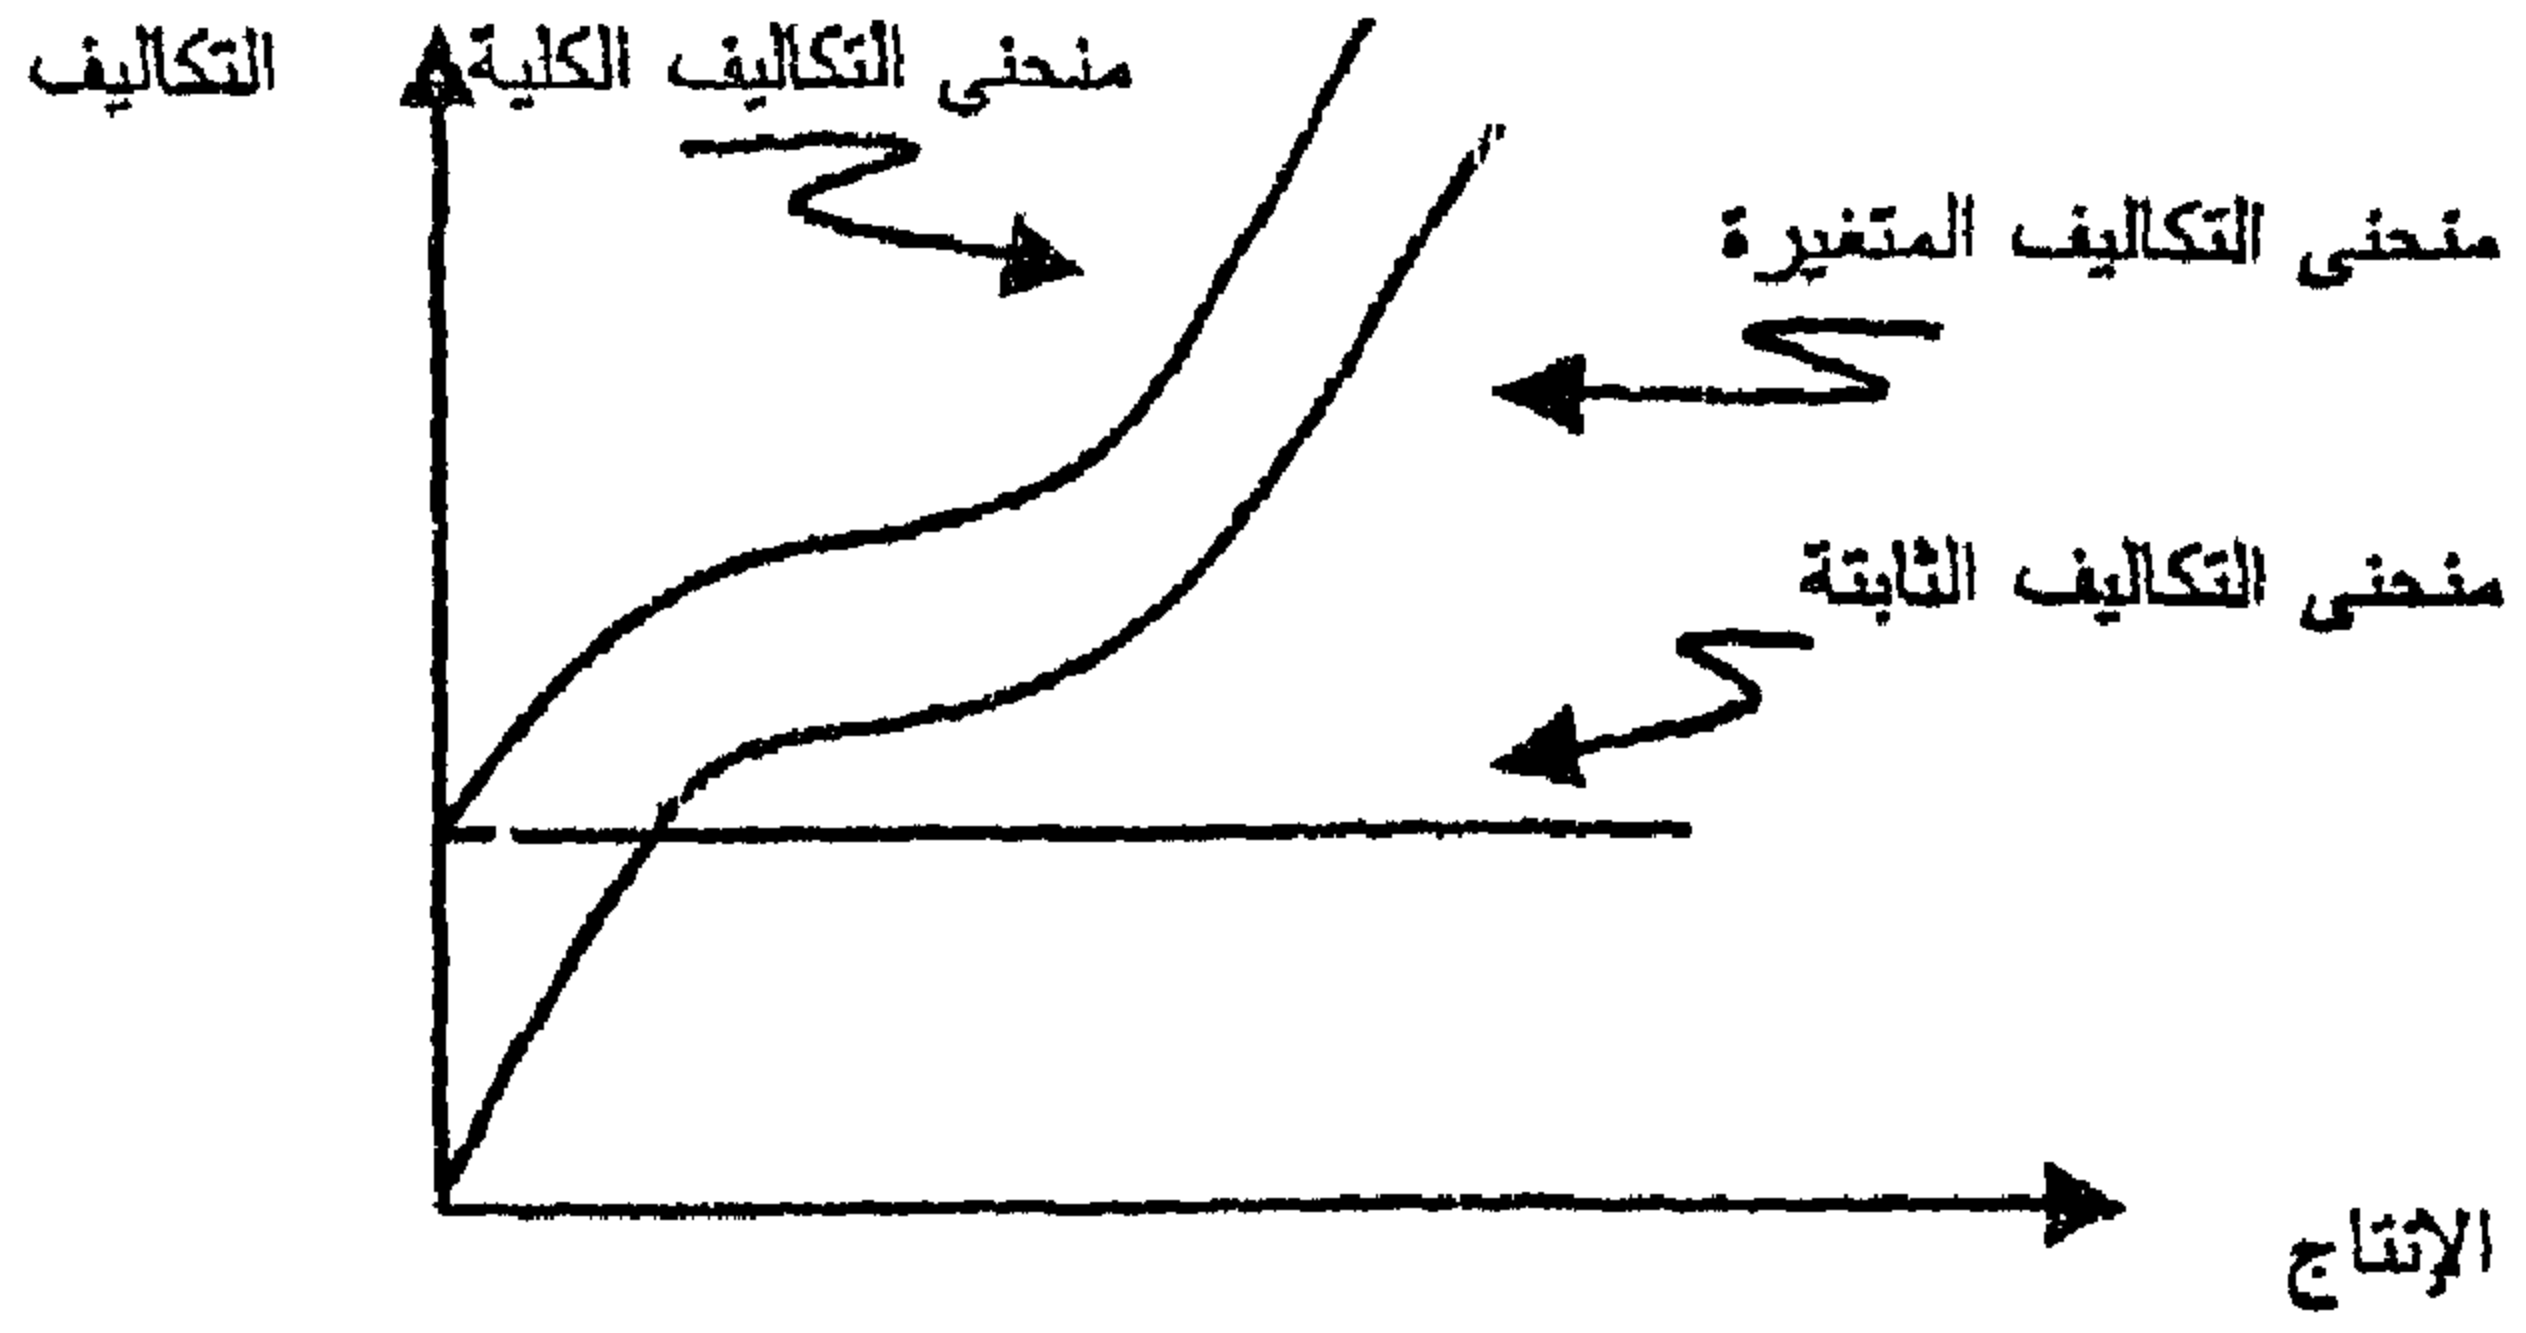 التكاليف
منحنى التكاليف الكلية
منحنى التكاليف المتغيرة
منحنى التكاليف الثابتة
الإنتاج